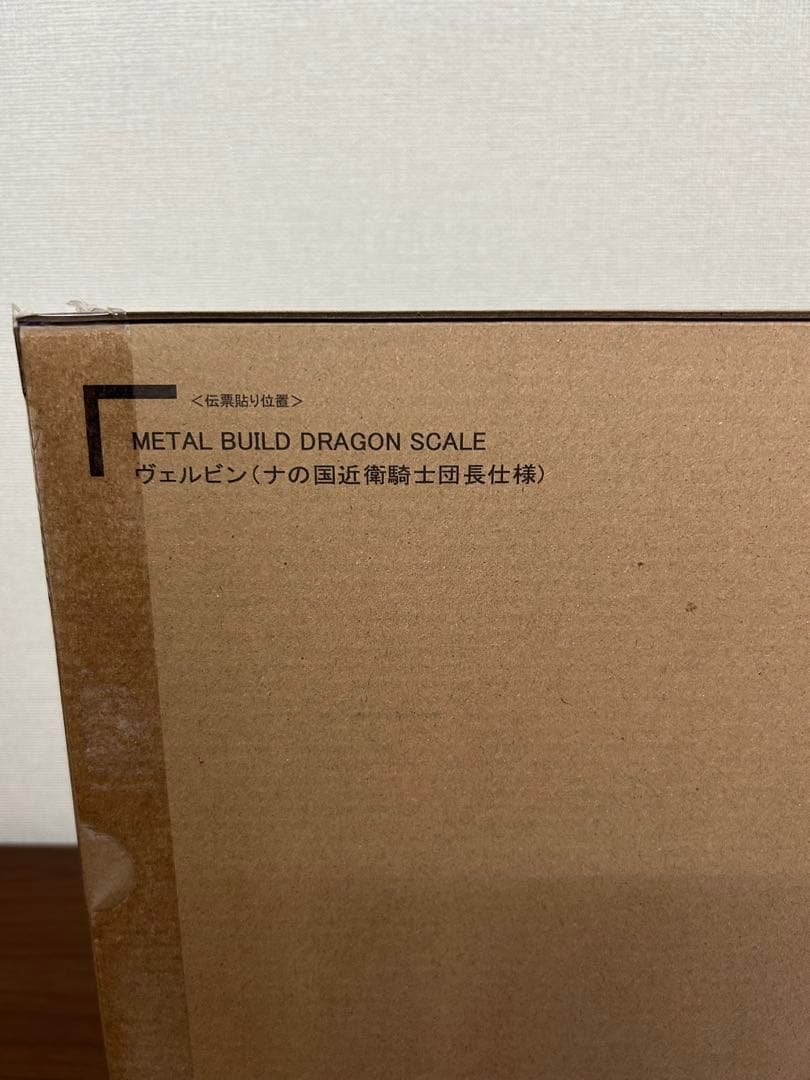 ＜伝票貼り位置＞
METAL BUILD DRAGON SCALE
ヴェルビン（ナの国近衛騎士団長仕様）